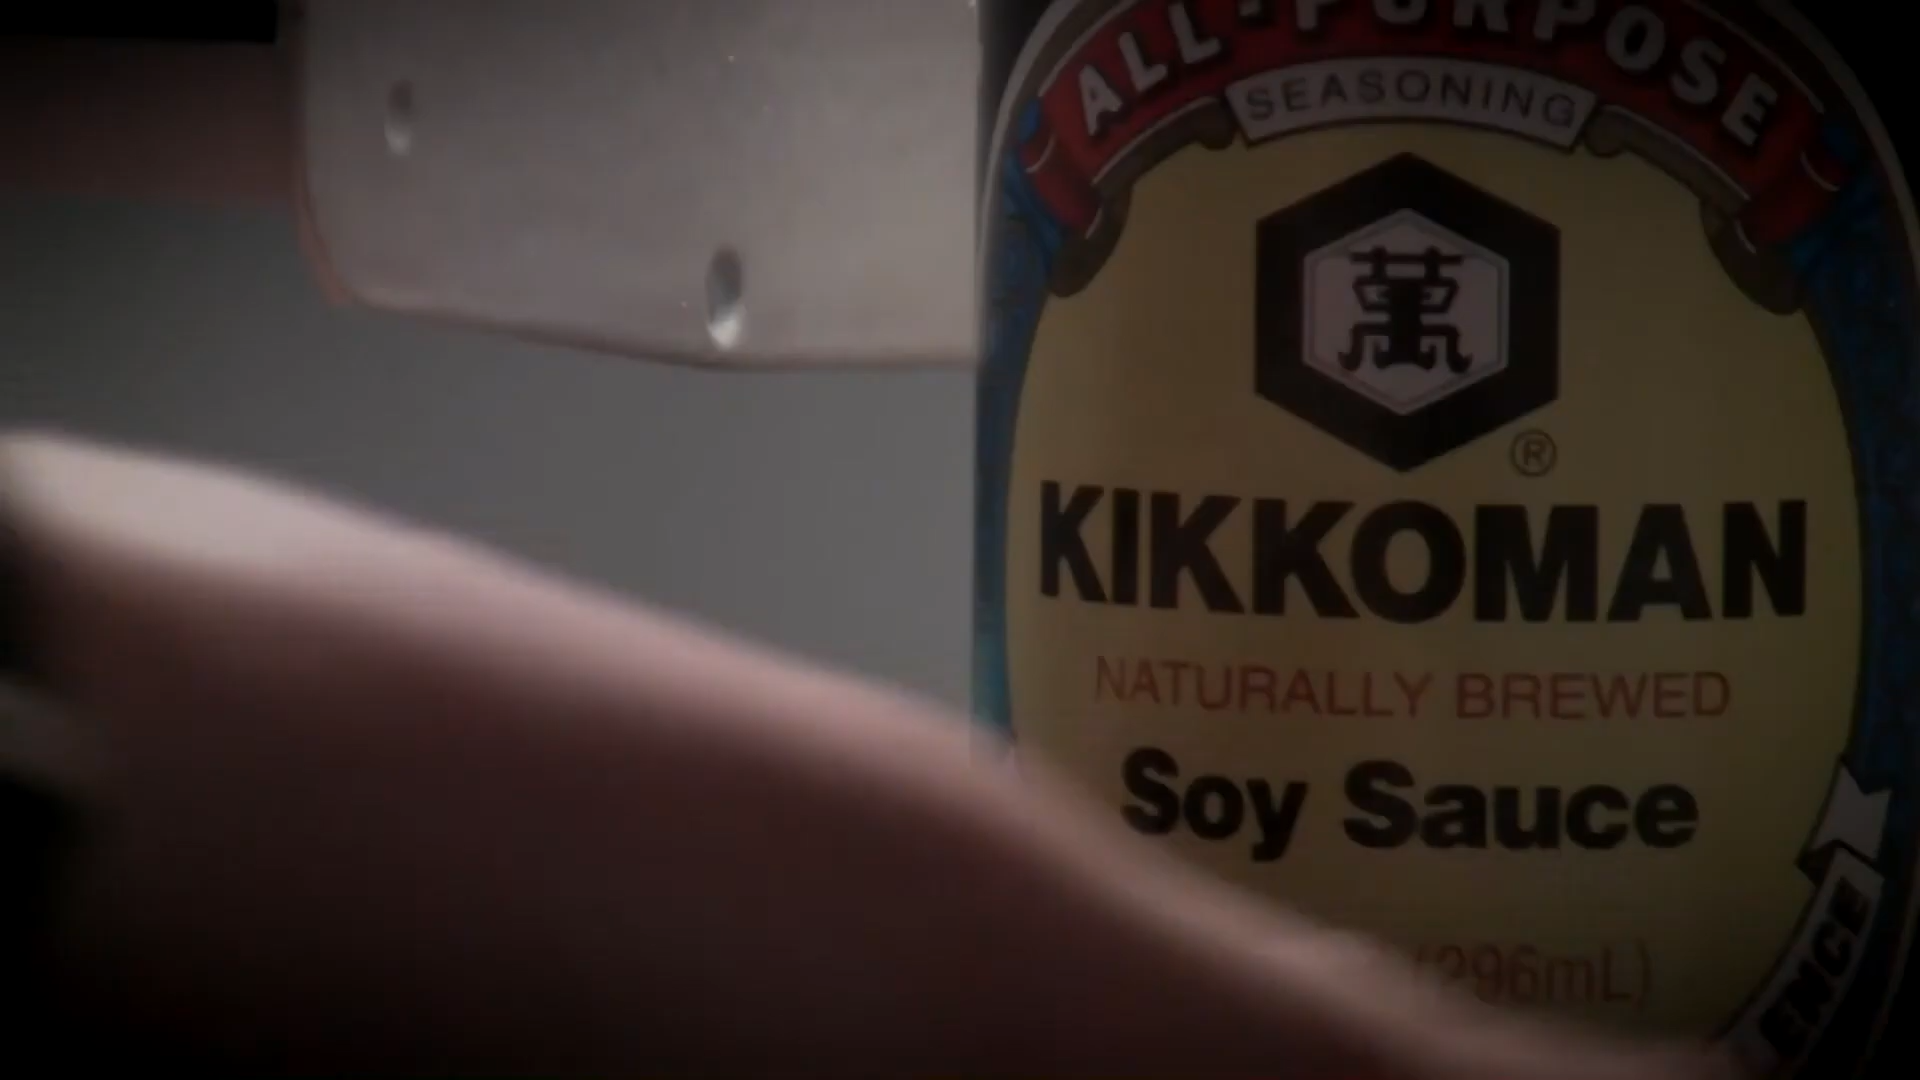 ALL-PURPOSE
SEASONING
萬
®
KIKKOMAN
NATURALLY BREWED
Soy Sauce
(296mL)